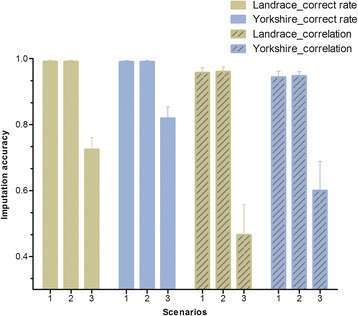 Landrace_correct rate
Yorkshire_correct rate
Landrace_correlation
Yorkshire_correlation
Imputation accuracy
1.0
0.8
0.6
0.4
1 2 3 1 2 3 1 2 3 1 2 3
Scenarios